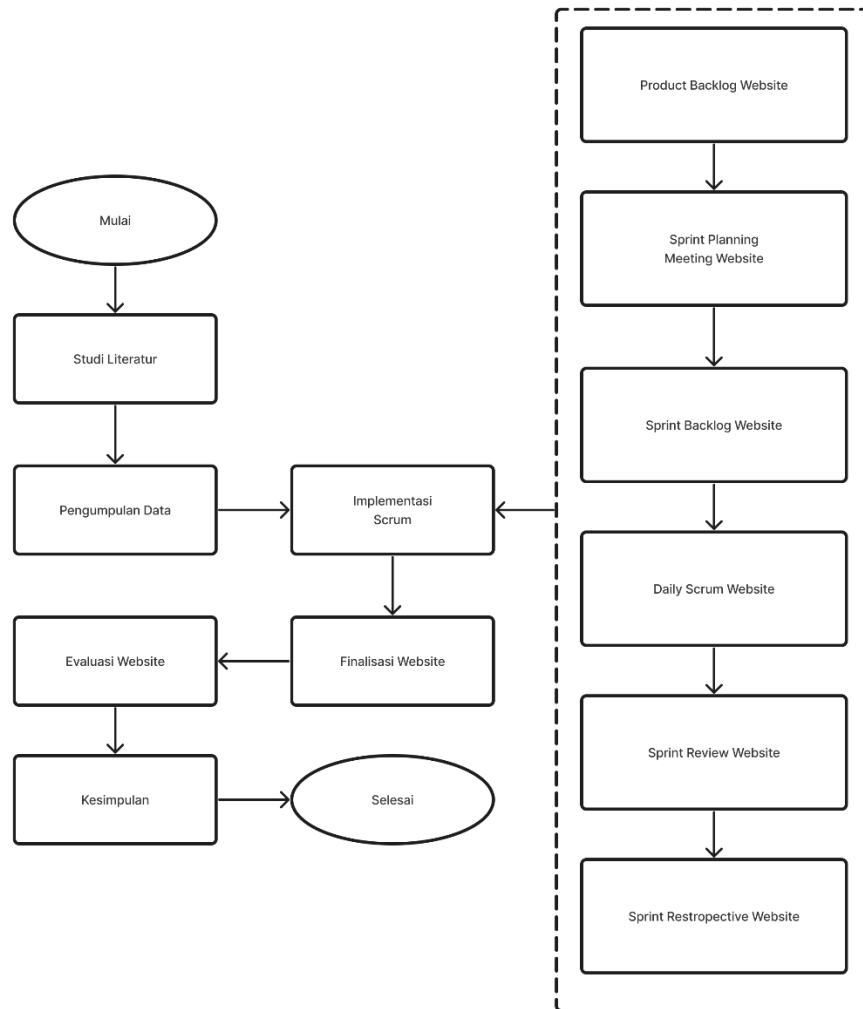 Mulai
Studi Literatur
Pengumpulan Data
Implementasi
Scrum
Finalisasi Website
Evaluasi Website
Kesimpulan
Selesai
Product Backlog Website
Sprint Planning
Meeting Website
Sprint Backlog Website
Daily Scrum Website
Sprint Review Website
Sprint Restropective Website